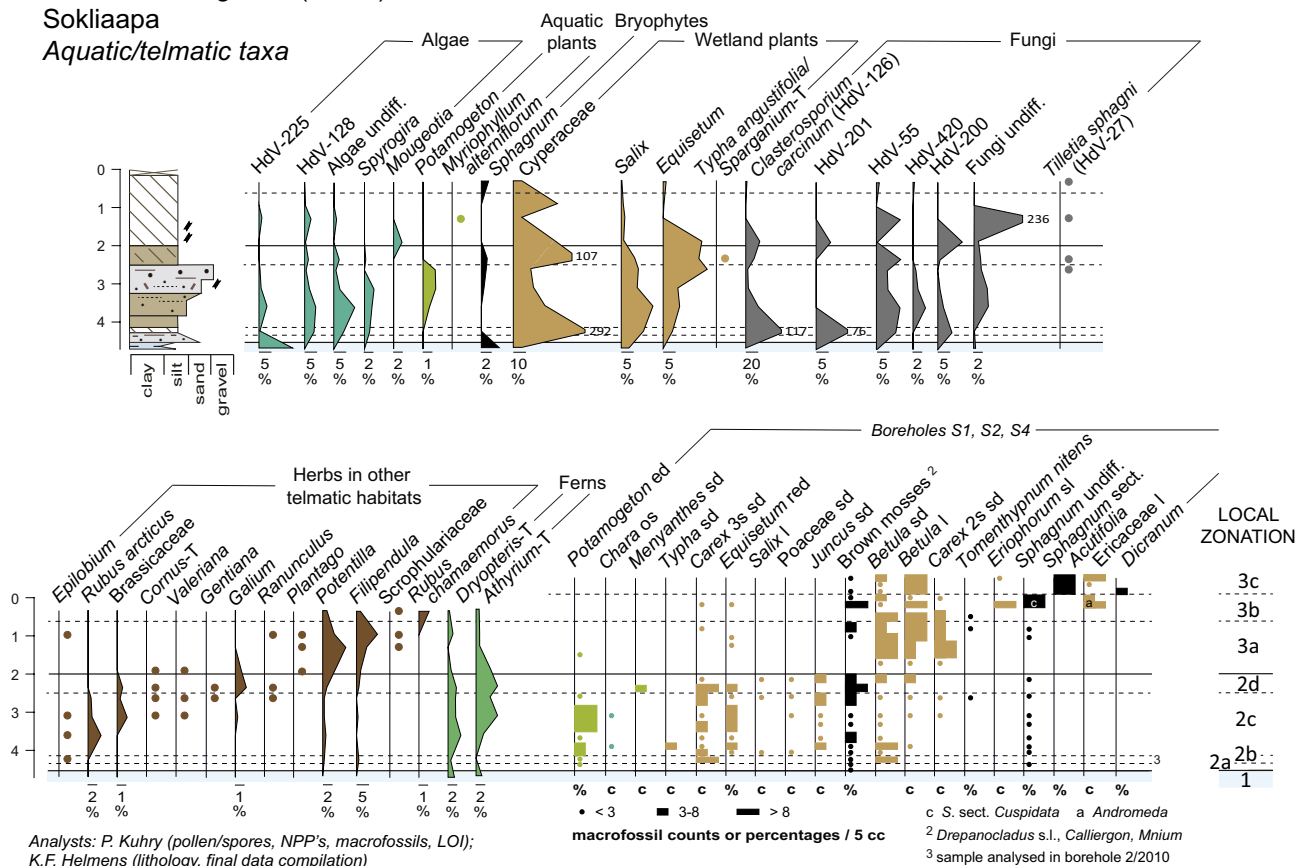 Sokliaapa
Aquatic/telmatic taxa
Algae
Aquatic plants
Bryophytes
Wetland plants
Fungi
HdV-225
HdV-128
Algae undiff.
Spyrogira
Mougeotia
Potamogeton
Myriophyllum alterniflorum
Sphagnum
Cyperaceae
Salix
Equisetum
Typha angustifolia/
Sparganium-T
Clasterosporium
carcinum (HdV-126)
HdV-201
HdV-55
HdV-420
HdV-200
Fungi undiff.
Tilletia sphagni
(HdV-27)
0
1
2
3
4
236
107
292
117
76
clay
silt
sand
gravel
5 5 5 2 2 1 2 10 5 5 20 5 5 2 5 2
% % % % % % % % % % % % % % % %
Boreholes S1, S2, S4
Herbs in other
telmatic habitats
Ferns
Epilobium
Rubus arcticus
Brassicaceae
Cornus-T
Valeriana
Gentiana
Galium
Ranunculus
Plantago
Potentilla
Filipendula
Scrophulariaceae
Rubus
chamaemorus
Dryopteris-T
Athyrium-T
Potamogeton ed
Chara os
Menyanthes sd
Typha sd
Carex 3s sd
Equisetum red
Salix l
Poaceae sd
Juncus sd
Brown mosses 2
Betula sd
Betula l
Carex 2s sd
Tomenthypnum nitens
Eriophorum sl
Sphagnum undiff.
Sphagnum sect.
Acutifolia
Ericaceae l
Dicranum
LOCAL
ZONATION
0
1
2
3
4
c
a
3
3c
3b
3a
2d
2c
2b
2a
1
2 1 1 2 5 1 2 2
% % % % % % % %
% c c c c % c c c % c c c % c % % c %
< 3 3-8 > 8
macrofossil counts or percentages / 5 cc
c S. sect. Cuspidata a Andromeda
2 Drepanocladus s.l., Calliergon, Mnium
3 sample analysed in borehole 2/2010
Analysts: P. Kuhry (pollen/spores, NPP's, macrofossils, LOI);
K.F. Helmens (lithology, final data compilation)